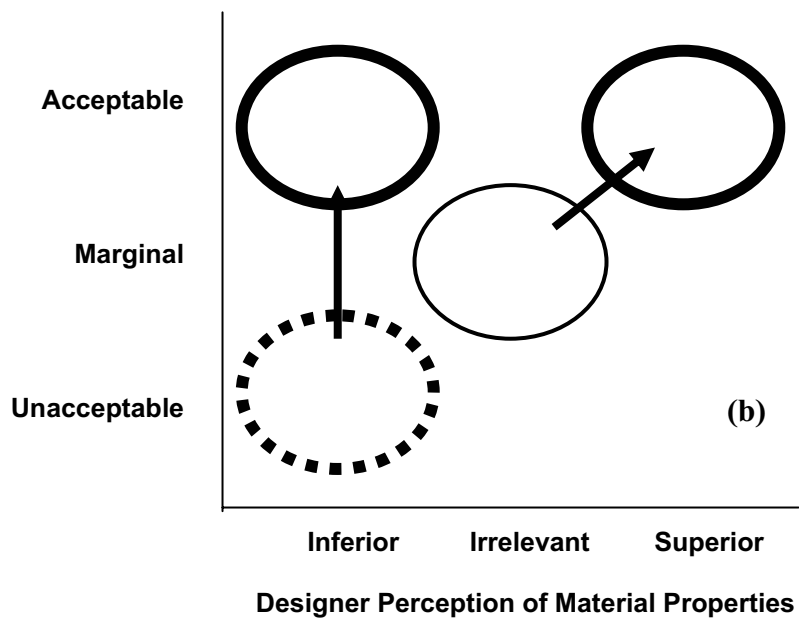 Acceptable
Marginal
Unacceptable
(b)
Inferior Irrelevant Superior
Designer Perception of Material Properties